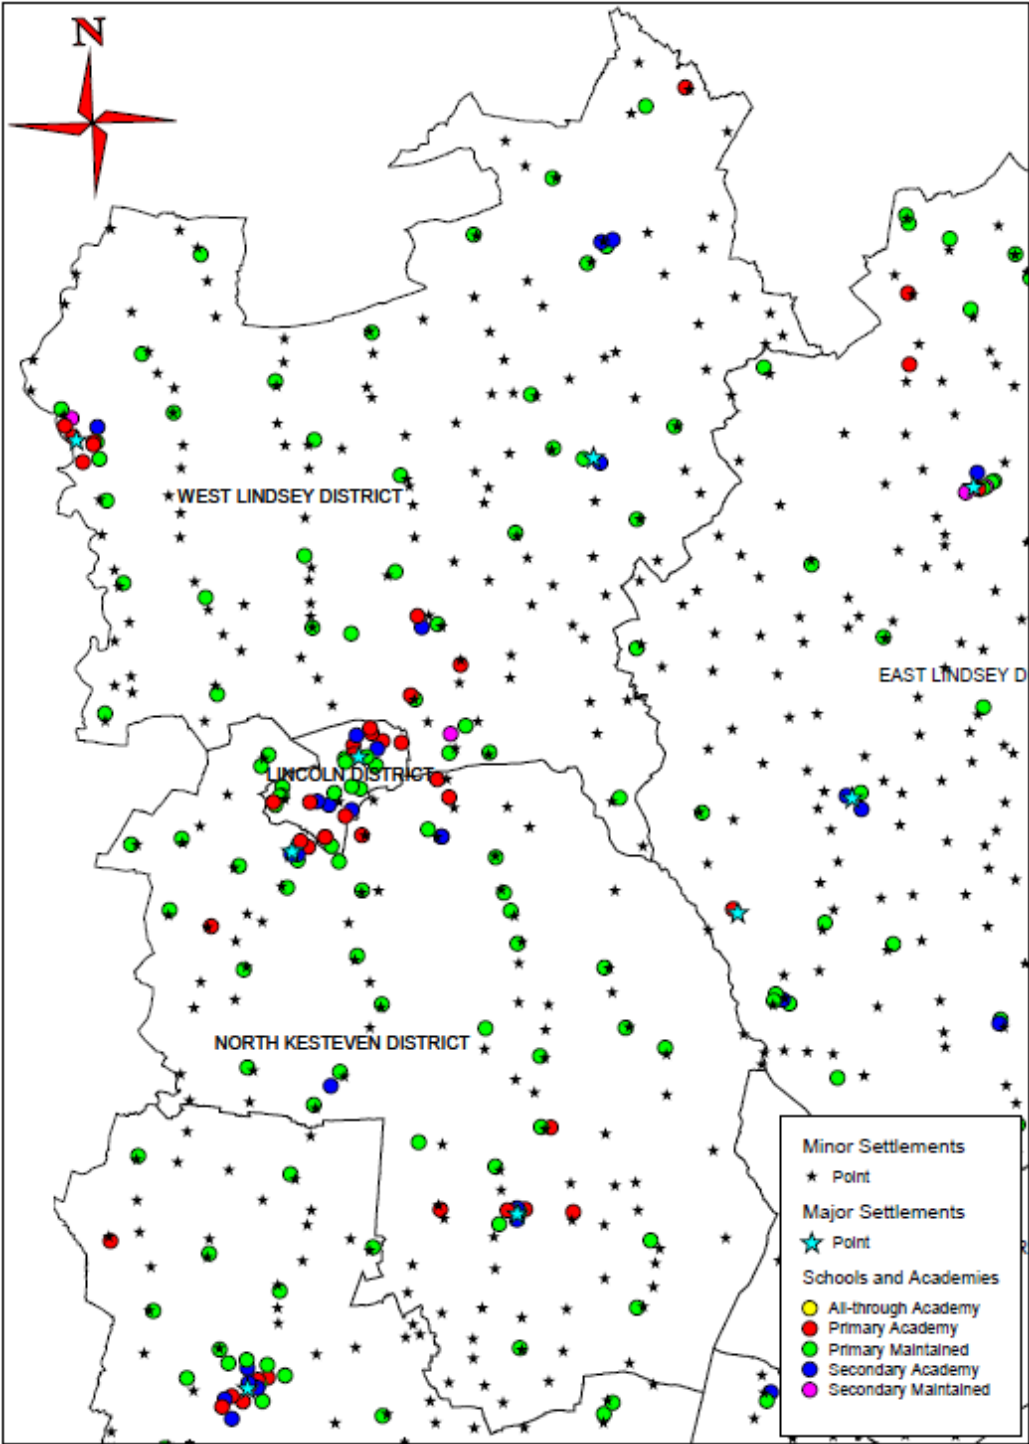 N
WEST LINDSEY DISTRICT
EAST LINDSEY D
LINCOLN DISTRICT
NORTH KESTEVEN DISTRICT
Minor Settlements
Point
Major Settlements
Point
Schools and Academies
All-through Academy
Primary Academy
Primary Maintained
Secondary Academy
Secondary Maintained